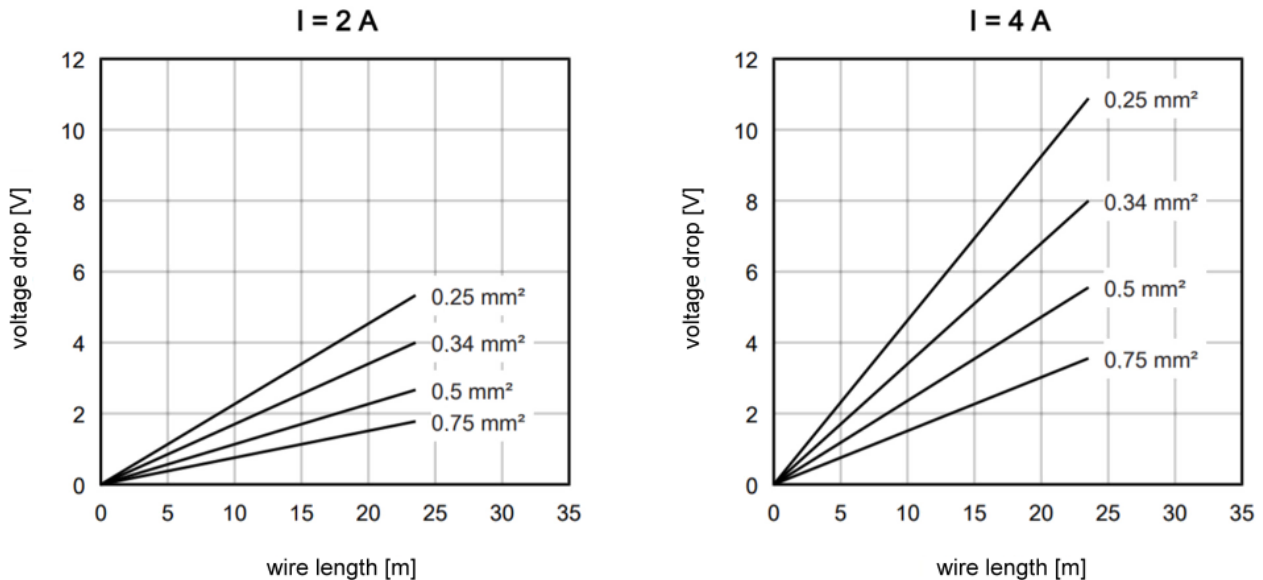 I = 2 A
12
10
8
6
4
2
0
voltage drop [V]
0.25 mm²
0.34 mm²
0.5 mm²
0.75 mm²
0 5 10 15 20 25 30 35
wire length [m]
I = 4 A
12
10
8
6
4
2
0
voltage drop [V]
0.25 mm²
0.34 mm²
0.5 mm²
0.75 mm²
0 5 10 15 20 25 30 35
wire length [m]